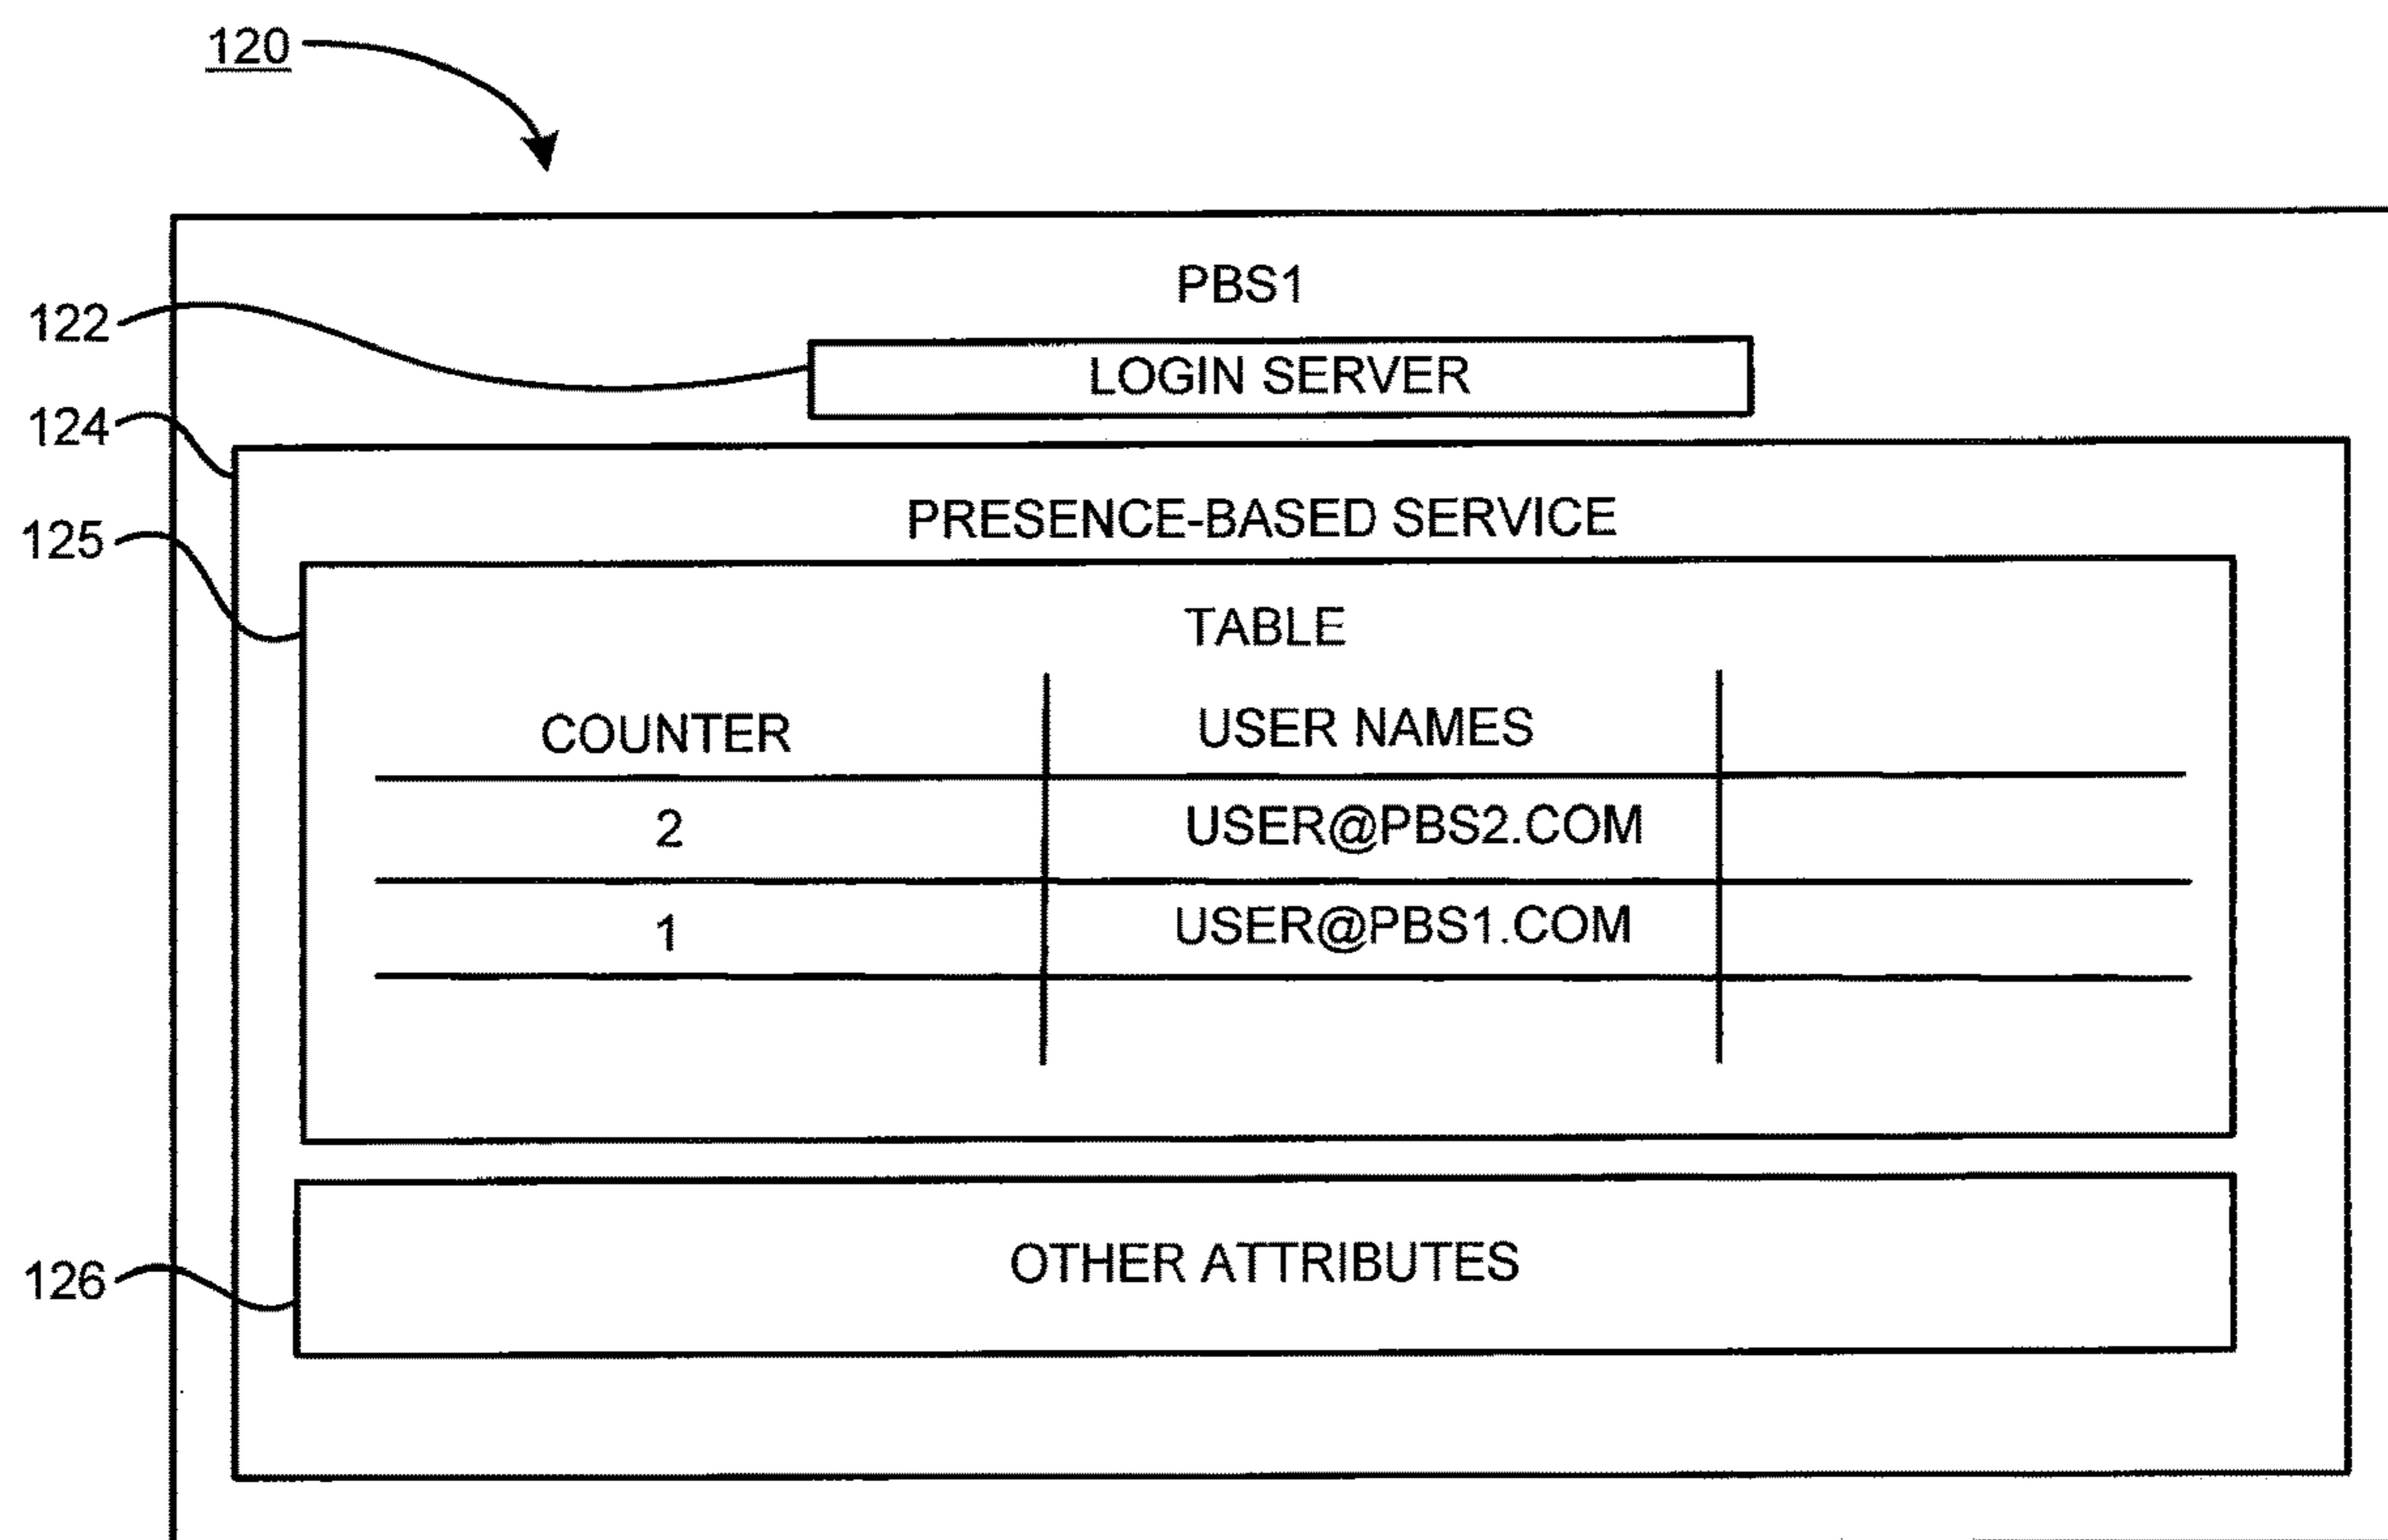 120
PBS1
122
LOGIN SERVER
124
PRESENCE-BASED SERVICE
125
TABLE
COUNTER USER NAMES
2 USER@PBS2.COM
1 USER@PBS1.COM
126
OTHER ATTRIBUTES